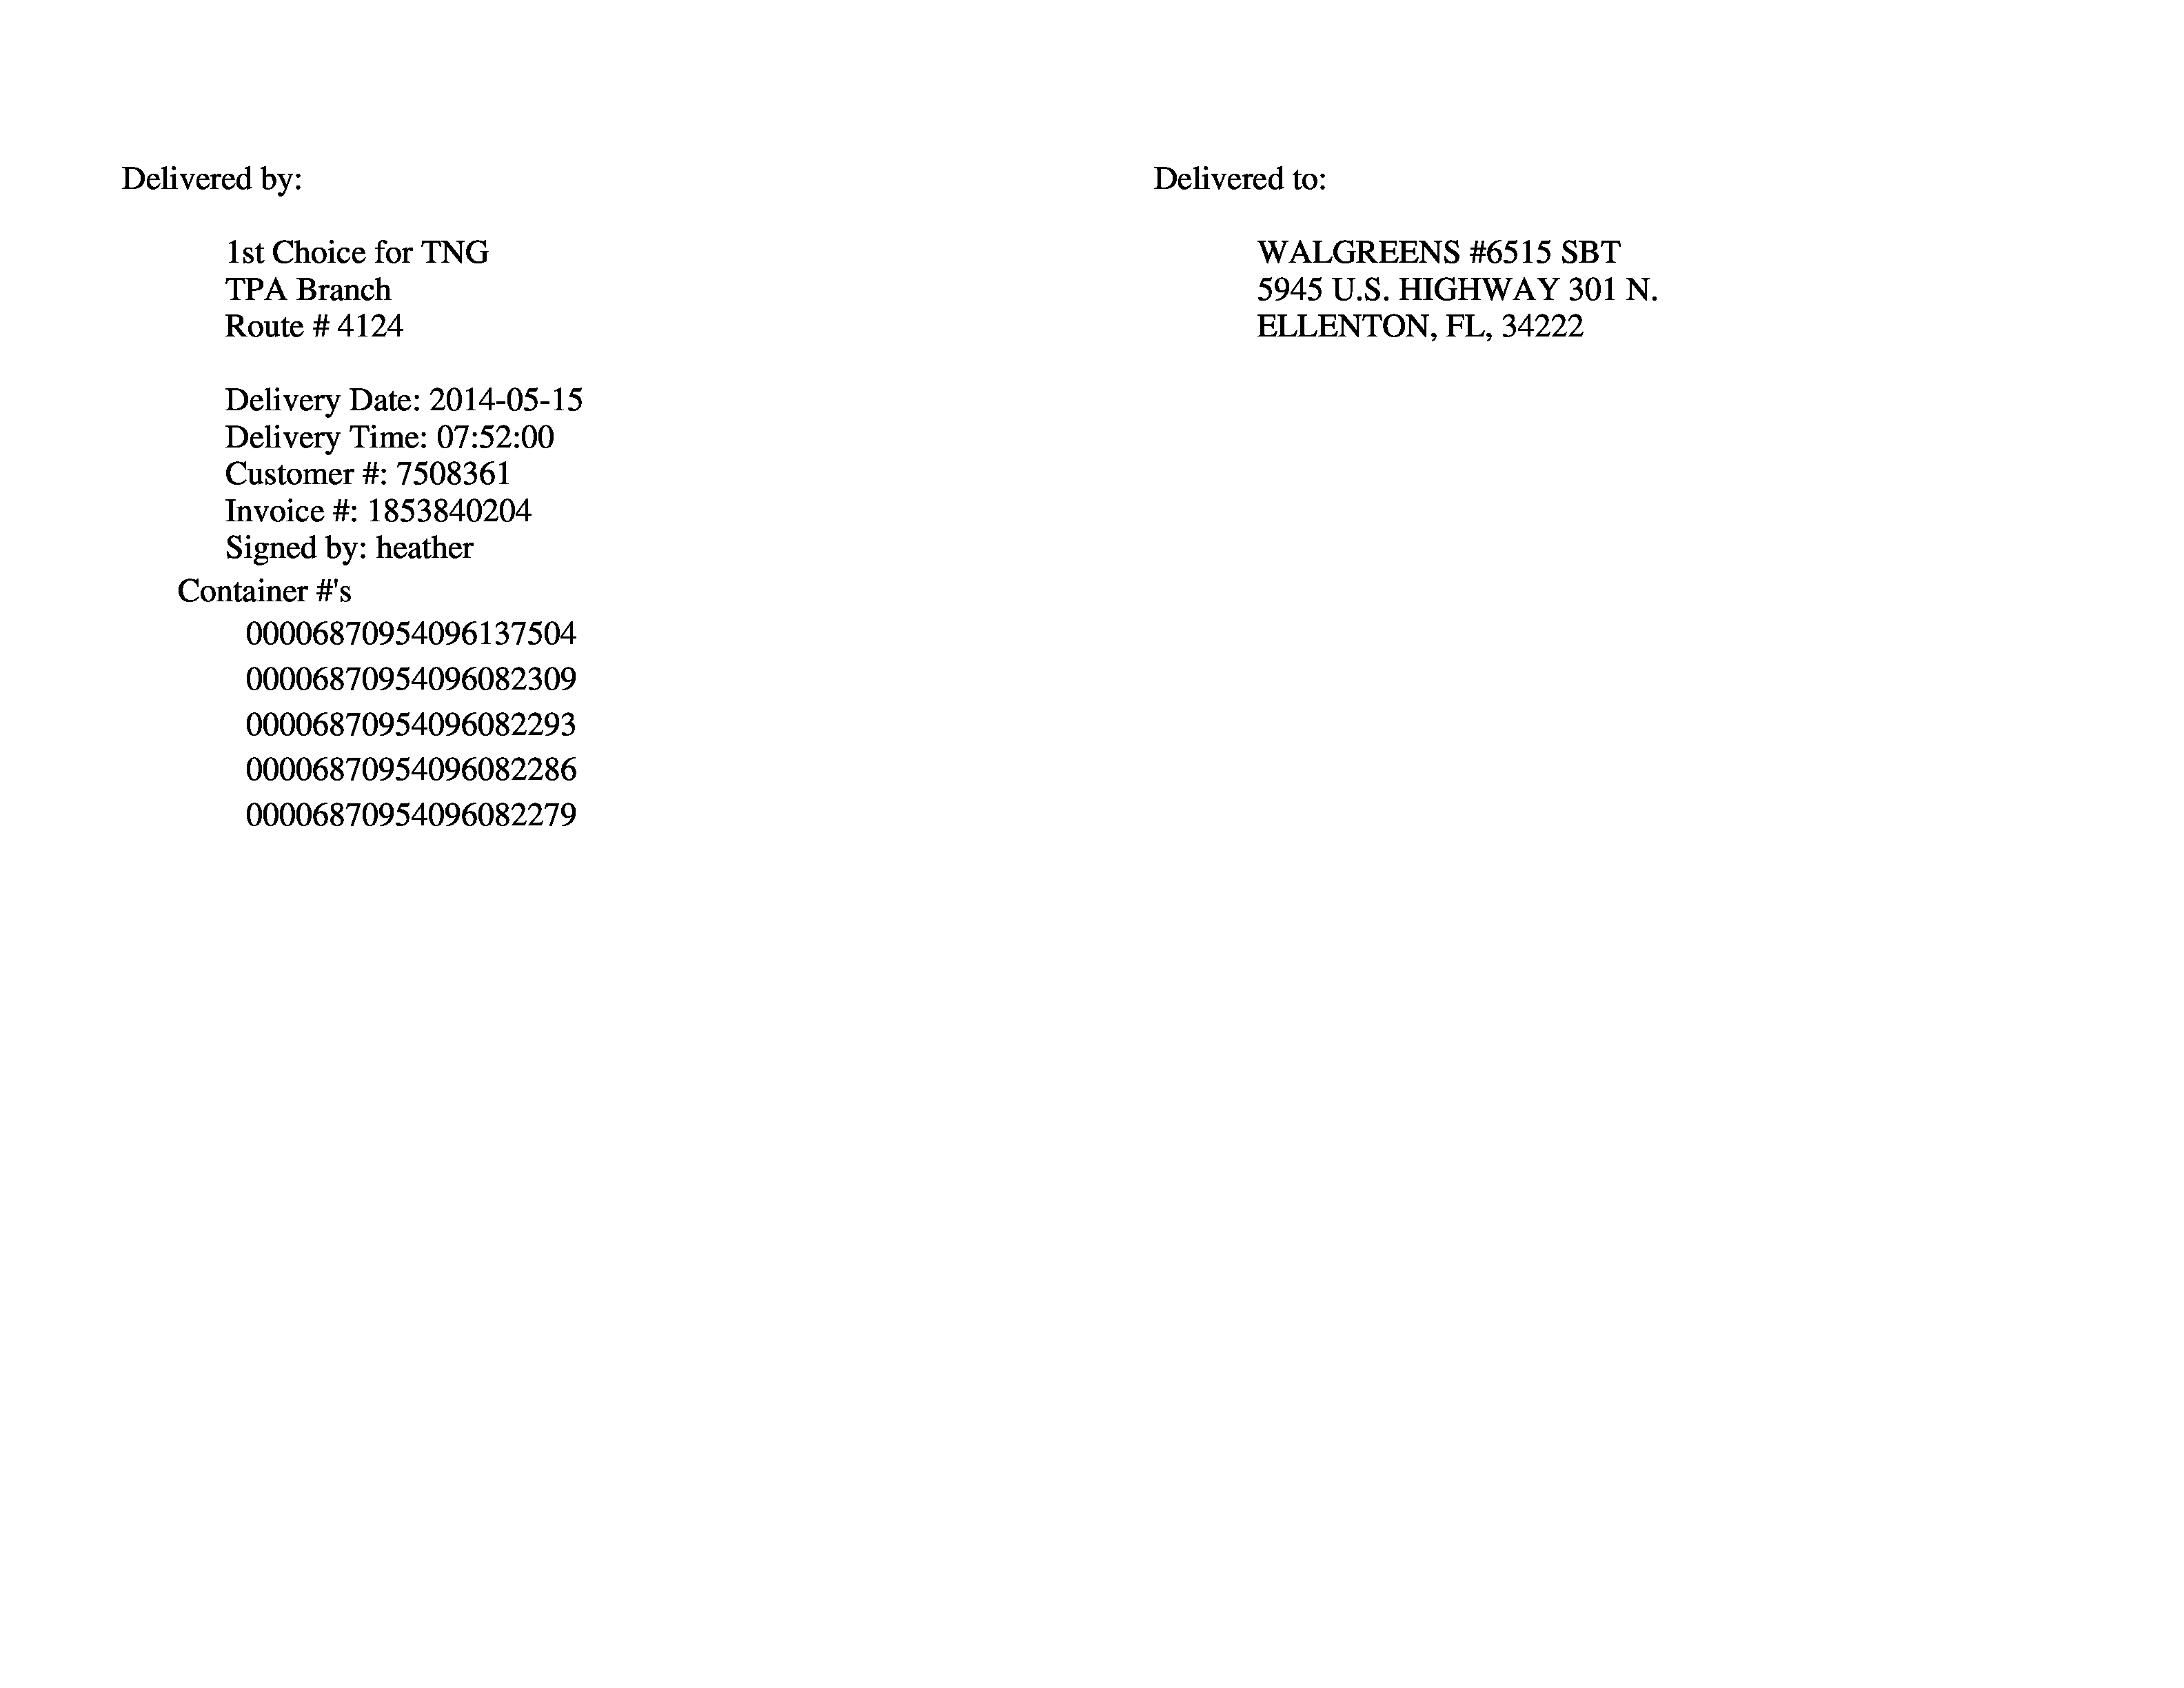 Delivered by:
1st Choice for TNG
TPA Branch
Route # 4124
Delivery Date: 2014-05-15
Delivery Time: 07:52:00
Customer #: 7508361
Invoice #: 1853840204
Signed by: heather
Container #'s
00006870954096137504
00006870954096082309
00006870954096082293
00006870954096082286
00006870954096082279
Delivered to:
WALGREENS #6515 SBT
5945 U.S. HIGHWAY 301 N.
ELLENTON, FL, 34222